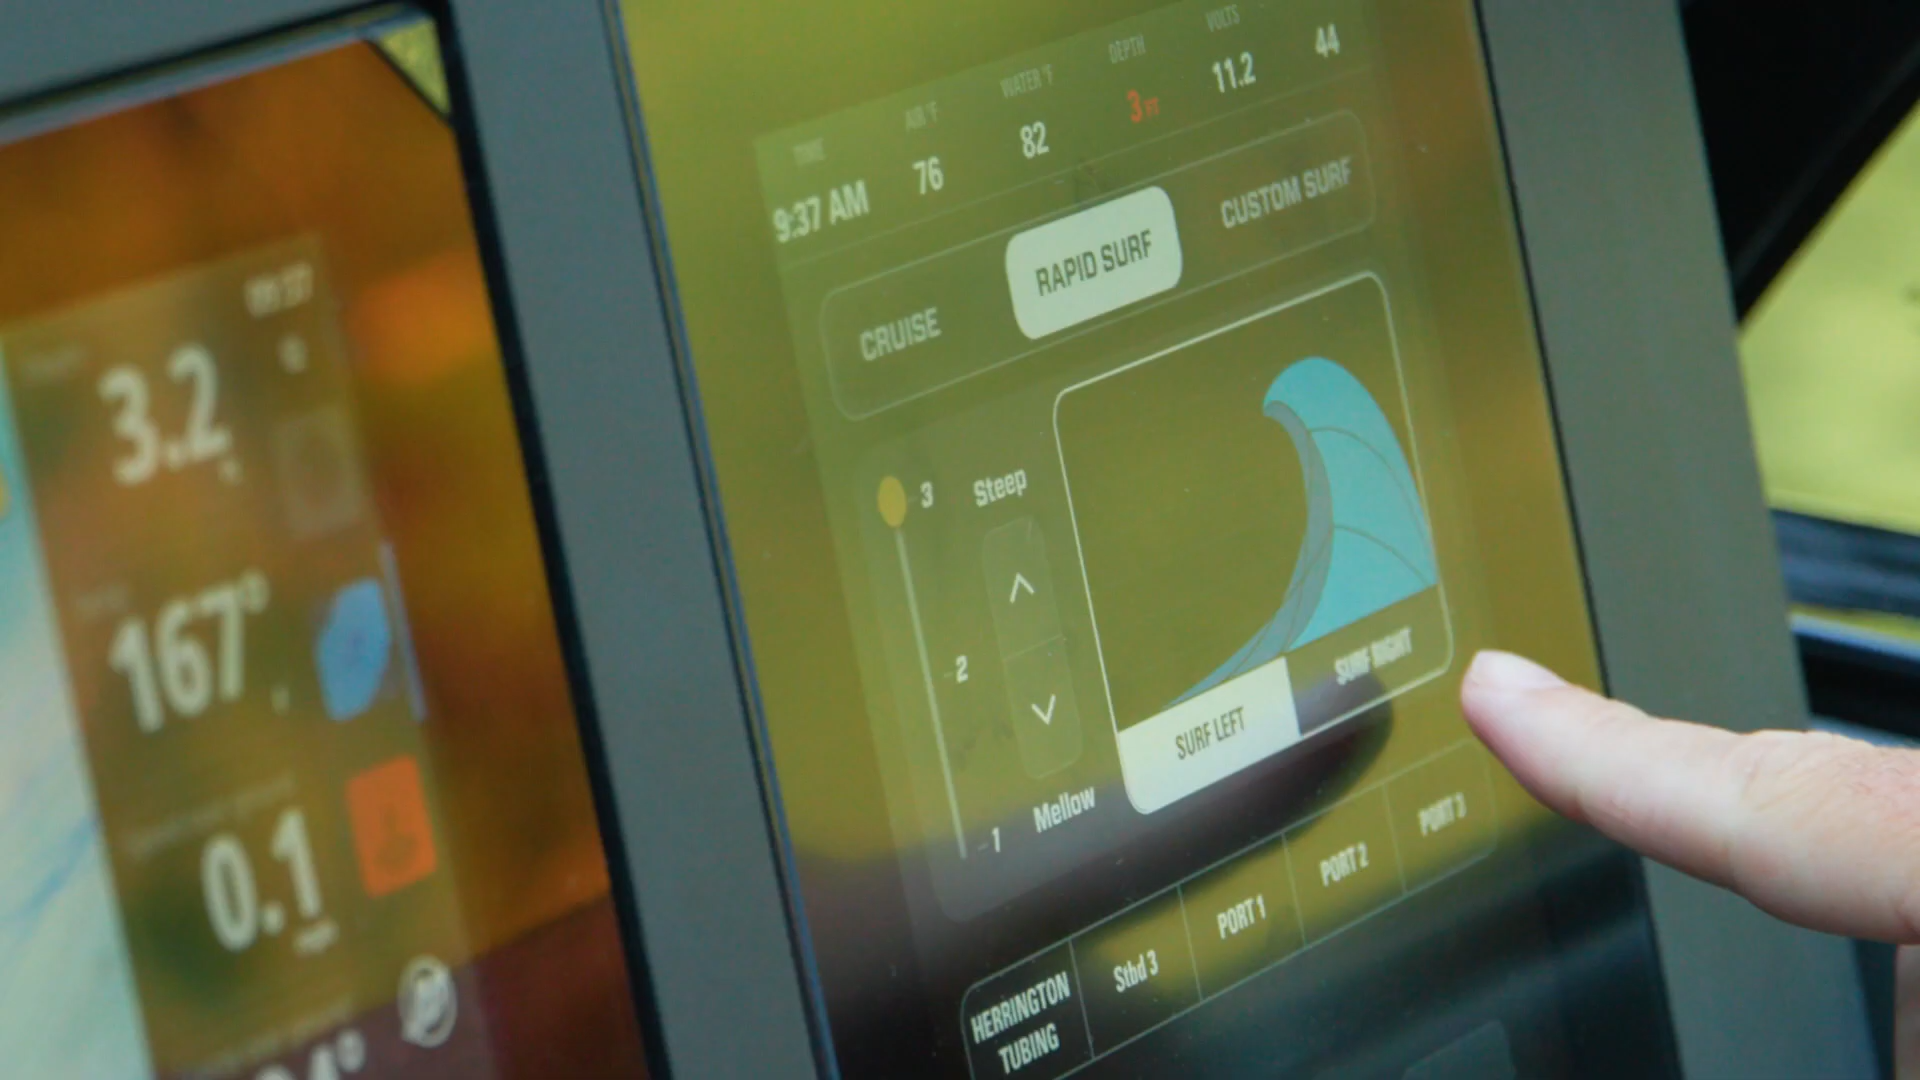 TIME AIR °F WATER °F DEPTH VOLTS
9:37 AM 76 82 3 FT 11.2 44
CRUISE RAPID SURF CUSTOM SURF
3 Steep
2
1 Mellow
SURF LEFT SURF RIGHT
HERRINGTON
TUBING
Stbd 3 PORT 1 PORT 2 PORT 3
3.2
167°
0.1
mph